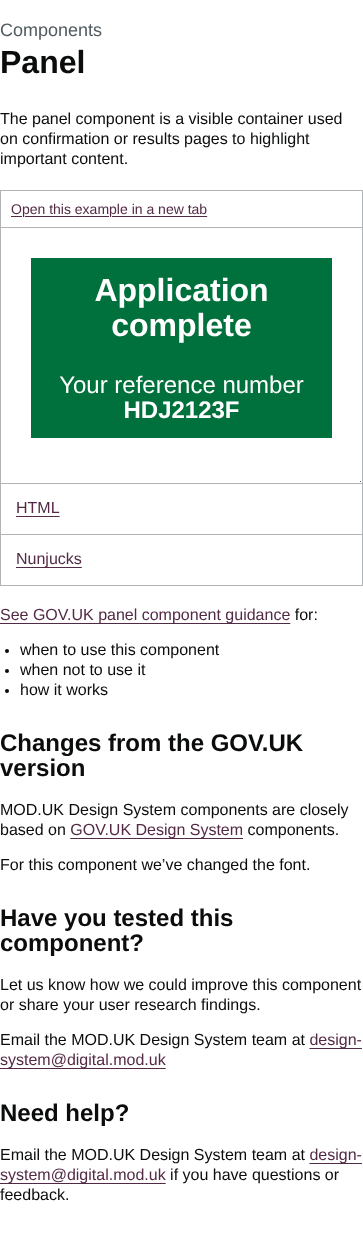 Components
Panel
The panel component is a visible container used
on confirmation or results pages to highlight
important content.
Open this example in a new tab
Application
complete
Your reference number
HDJ2123F
HTML
Nunjucks
See GOV.UK panel component guidance for:
when to use this component
when not to use it
how it works
Changes from the GOV.UK
version
MOD.UK Design System components are closely
based on GOV.UK Design System components.
For this component we’ve changed the font.
Have you tested this
component?
Let us know how we could improve this component
or share your user research findings.
Email the MOD.UK Design System team at design-
system@digital.mod.uk
Need help?
Email the MOD.UK Design System team at design-
system@digital.mod.uk if you have questions or
feedback.